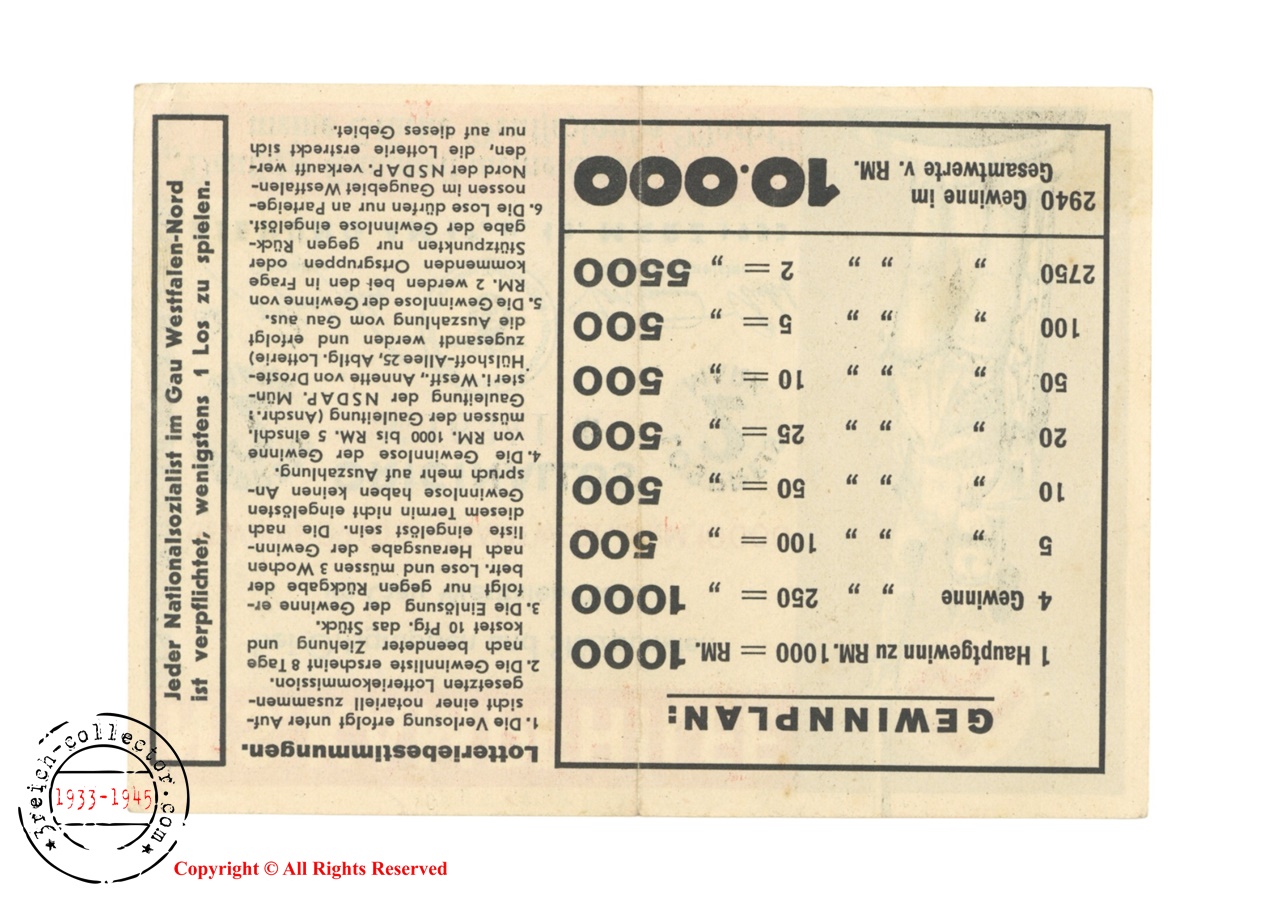 GEWINNPLAN:
1 Hauptgewinn zu RM. 1000 = RM. 1000
4 Gewinne „ „ 250 = „ 1000
5 „ „ „ 100 = „ 500
10 „ „ „ 50 = „ 500
20 „ „ „ 25 = „ 500
50 „ „ „ 10 = „ 500
100 „ „ „ 5 = „ 500
2750 „ „ „ 2 = „ 5500
2940 Gewinne im
Gesamtwerte v. RM. 10.000
Lotteriebestimmungen.
1. Die Verlosung erfolgt unter Auf-
sicht einer notariell zusammen-
gesetzten Lotteriekommission.
2. Die Gewinnliste erscheint 8 Tage
nach beendeter Ziehung und
kostet 10 Pfg. das Stück.
3. Die Einlösung der Gewinne er-
folgt nur gegen Rückgabe der
betr. Lose und müssen 3 Wochen
nach Herausgabe der Gewinn-
liste eingelöst sein. Die nach
diesem Termin nicht eingelösten
Gewinnlose haben keinen An-
spruch mehr auf Auszahlung.
4. Die Gewinnlose der Gewinne
von RM. 1000 bis RM. 5 einschl.
müssen der Gauleitung (Anschr.:
Gauleitung der NSDAP. Mün-
ster i. Westf., Annette von Droste-
Hülshoff-Allee 25, Abtlg. Lotterie)
zugesandt werden und erfolgt
die Auszahlung vom Gau aus.
5. Die Gewinnlose der Gewinne von
RM. 2 werden bei den in Frage
kommenden Ortsgruppen oder
Stützpunkten nur gegen Rück-
gabe der Gewinnlose eingelöst.
6. Die Lose dürfen nur an Parteige-
nossen im Gaugebiet Westfalen-
Nord der NSDAP. verkauft wer-
den, die Lotterie erstreckt sich
nur auf dieses Gebiet.
Jeder Nationalsozialist im Gau Westfalen-Nord
ist verpflichtet, wenigstens 1 Los zu spielen.
3reich-collector.com
1933-1945
Copyright © All Rights Reserved